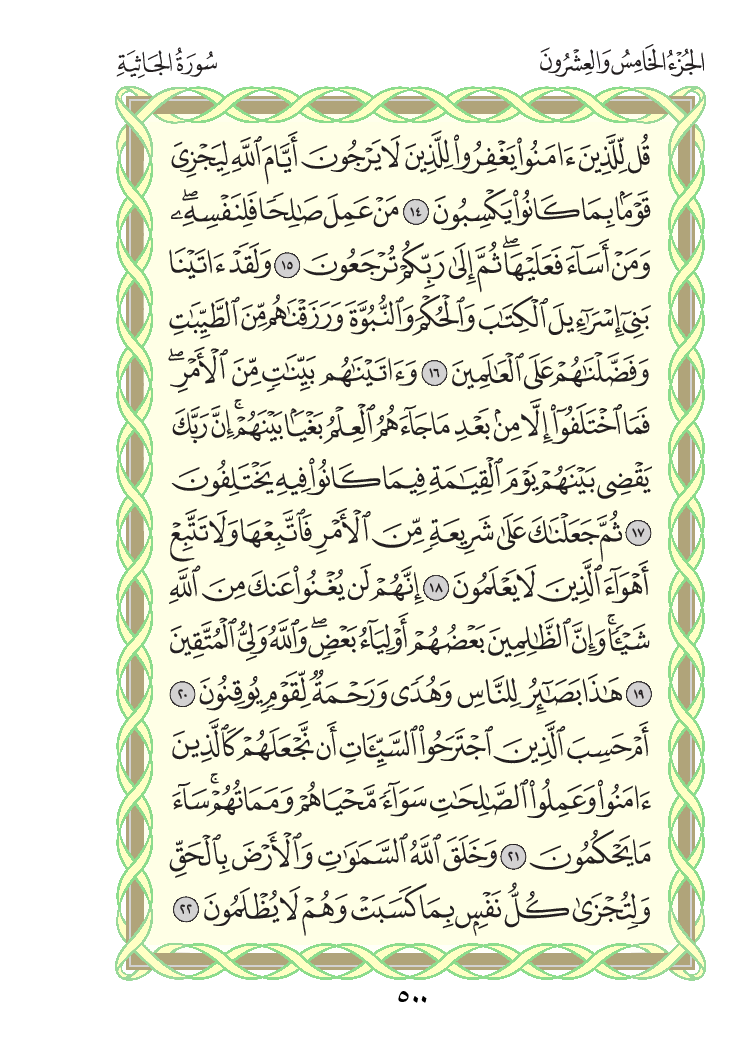 الجُزْءُ الخَامِسُ وَالعِشْرُونَ
سُورَةُ الجَاثِيَةِ
قُل لِّلَّذِينَ ءَامَنُوا۟ يَغْفِرُوا۟ لِلَّذِينَ لَا يَرْجُونَ أَيَّامَ ٱللَّهِ لِيَجْزِىَ
قَوْمًۢا بِمَا كَانُوا۟ يَكْسِبُونَ ١٤ مَنْ عَمِلَ صَـٰلِحًا فَلِنَفْسِهِۦۖ
وَمَنْ أَسَآءَ فَعَلَيْهَاۖ ثُمَّ إِلَىٰ رَبِّكُمْ تُرْجَعُونَ ١٥ وَلَقَدْ ءَاتَيْنَا
بَنِىٓ إِسْرَٰٓءِيلَ ٱلْكِتَـٰبَ وَٱلْحُكْمَ وَٱلنُّبُوَّةَ وَرَزَقْنَـٰهُم مِّنَ ٱلطَّيِّبَـٰتِ
وَفَضَّلْنَـٰهُمْ عَلَى ٱلْعَـٰلَمِينَ ١٦ وَءَاتَيْنَـٰهُم بَيِّنَـٰتٍ مِّنَ ٱلْأَمْرِۖ
فَمَا ٱخْتَلَفُوٓا۟ إِلَّا مِنۢ بَعْدِ مَا جَآءَهُمُ ٱلْعِلْمُ بَغْيًۢا بَيْنَهُمْۚ إِنَّ رَبَّكَ
يَقْضِى بَيْنَهُمْ يَوْمَ ٱلْقِيَـٰمَةِ فِيمَا كَانُوا۟ فِيهِ يَخْتَلِفُونَ
١٧ ثُمَّ جَعَلْنَـٰكَ عَلَىٰ شَرِيعَةٍ مِّنَ ٱلْأَمْرِ فَٱتَّبِعْهَا وَلَا تَتَّبِعْ
أَهْوَآءَ ٱلَّذِينَ لَا يَعْلَمُونَ ١٨ إِنَّهُمْ لَن يُغْنُوا۟ عَنكَ مِنَ ٱللَّهِ
شَيْـًٔاۚ وَإِنَّ ٱلظَّـٰلِمِينَ بَعْضُهُمْ أَوْلِيَآءُ بَعْضٍۖ وَٱللَّهُ وَلِىُّ ٱلْمُتَّقِينَ
١٩ هَـٰذَا بَصَـٰٓئِرُ لِلنَّاسِ وَهُدًى وَرَحْمَةٌ لِّقَوْمٍ يُوقِنُونَ ٢٠
أَمْ حَسِبَ ٱلَّذِينَ ٱجْتَرَحُوا۟ ٱلسَّيِّـَٔاتِ أَن نَّجْعَلَهُمْ كَٱلَّذِينَ
ءَامَنُوا۟ وَعَمِلُوا۟ ٱلصَّـٰلِحَـٰتِ سَوَآءً مَّحْيَاهُمْ وَمَمَاتُهُمْۚ سَآءَ
مَا يَحْكُمُونَ ٢١ وَخَلَقَ ٱللَّهُ ٱلسَّمَـٰوَٰتِ وَٱلْأَرْضَ بِٱلْحَقِّ
وَلِتُجْزَىٰ كُلُّ نَفْسٍۭ بِمَا كَسَبَتْ وَهُمْ لَا يُظْلَمُونَ ٢٢
٥٠٠